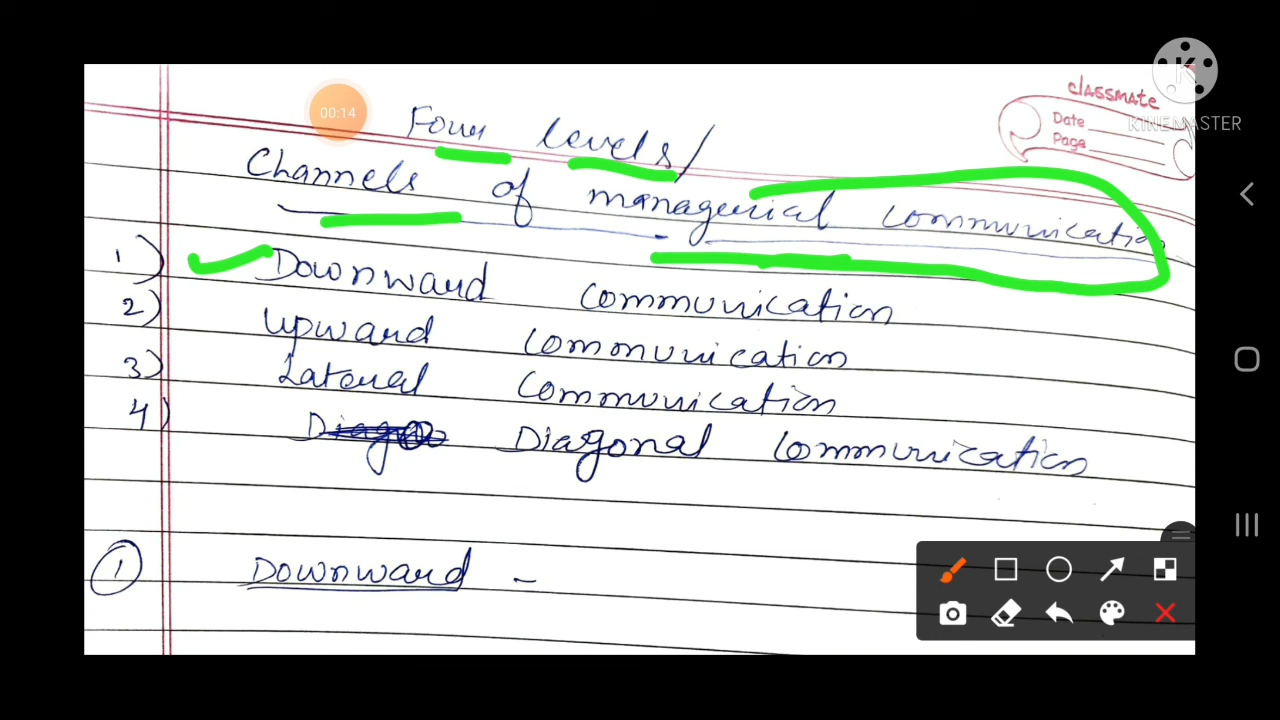 00:14
KINEMASTER
classmate
Date
Page
Four levels/
Channels of managerial communication
1) Downward communication
2) Upward communication
3) Lateral communication
4) Diago Diagonal communication
① Downward -